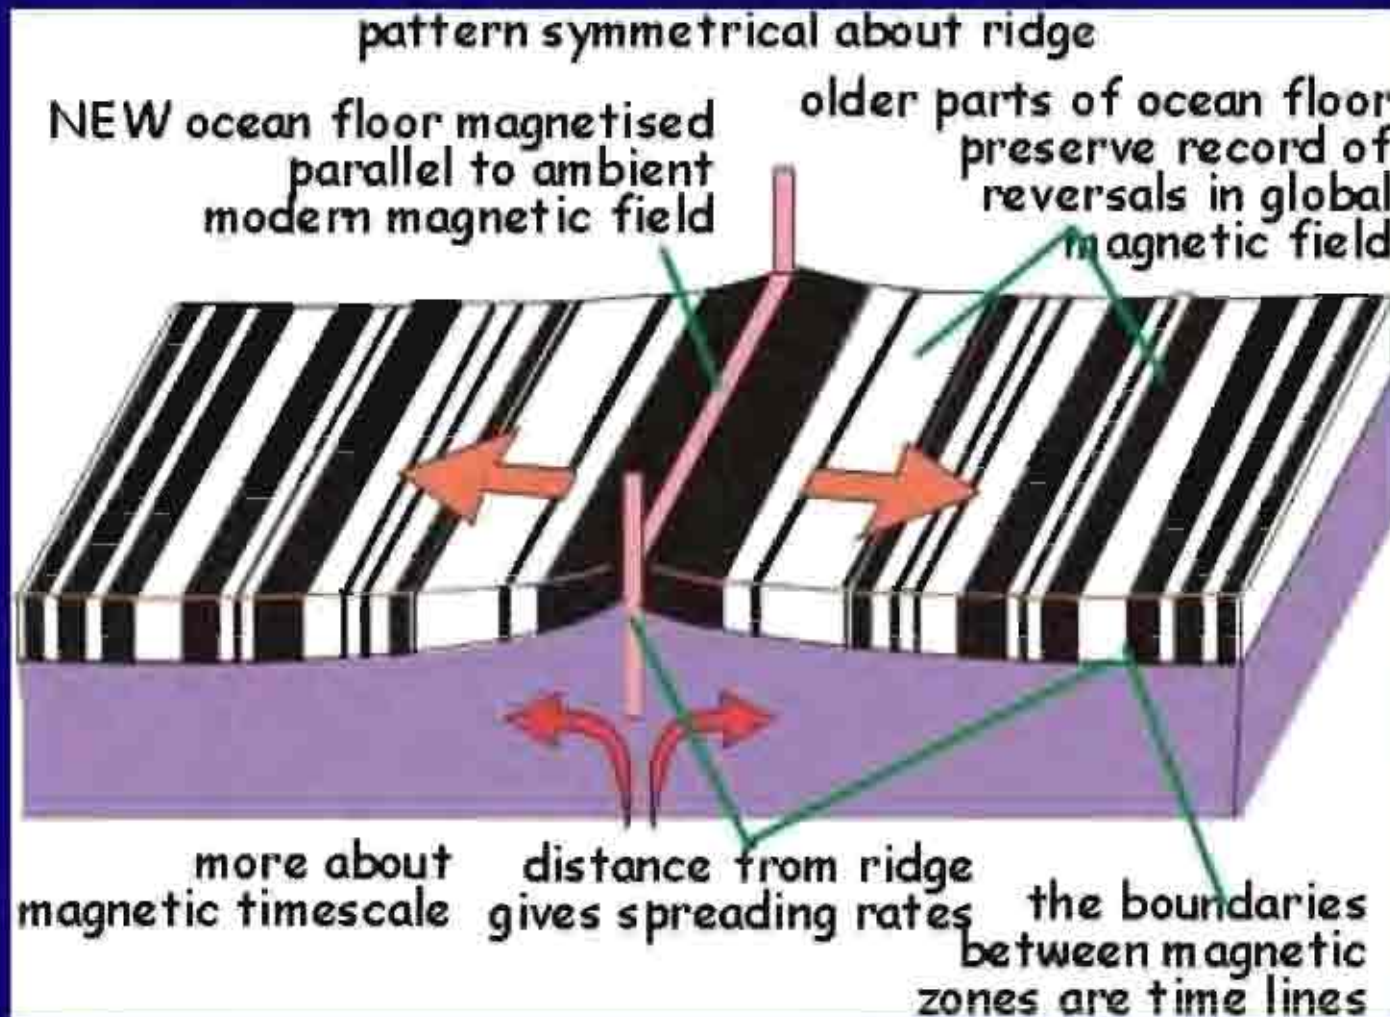 pattern symmetrical about ridge
NEW ocean floor magnetised
parallel to ambient
modern magnetic field
older parts of ocean floor
preserve record of
reversals in global
magnetic field
more about
magnetic timescale
distance from ridge
gives spreading rates
the boundaries
between magnetic
zones are time lines